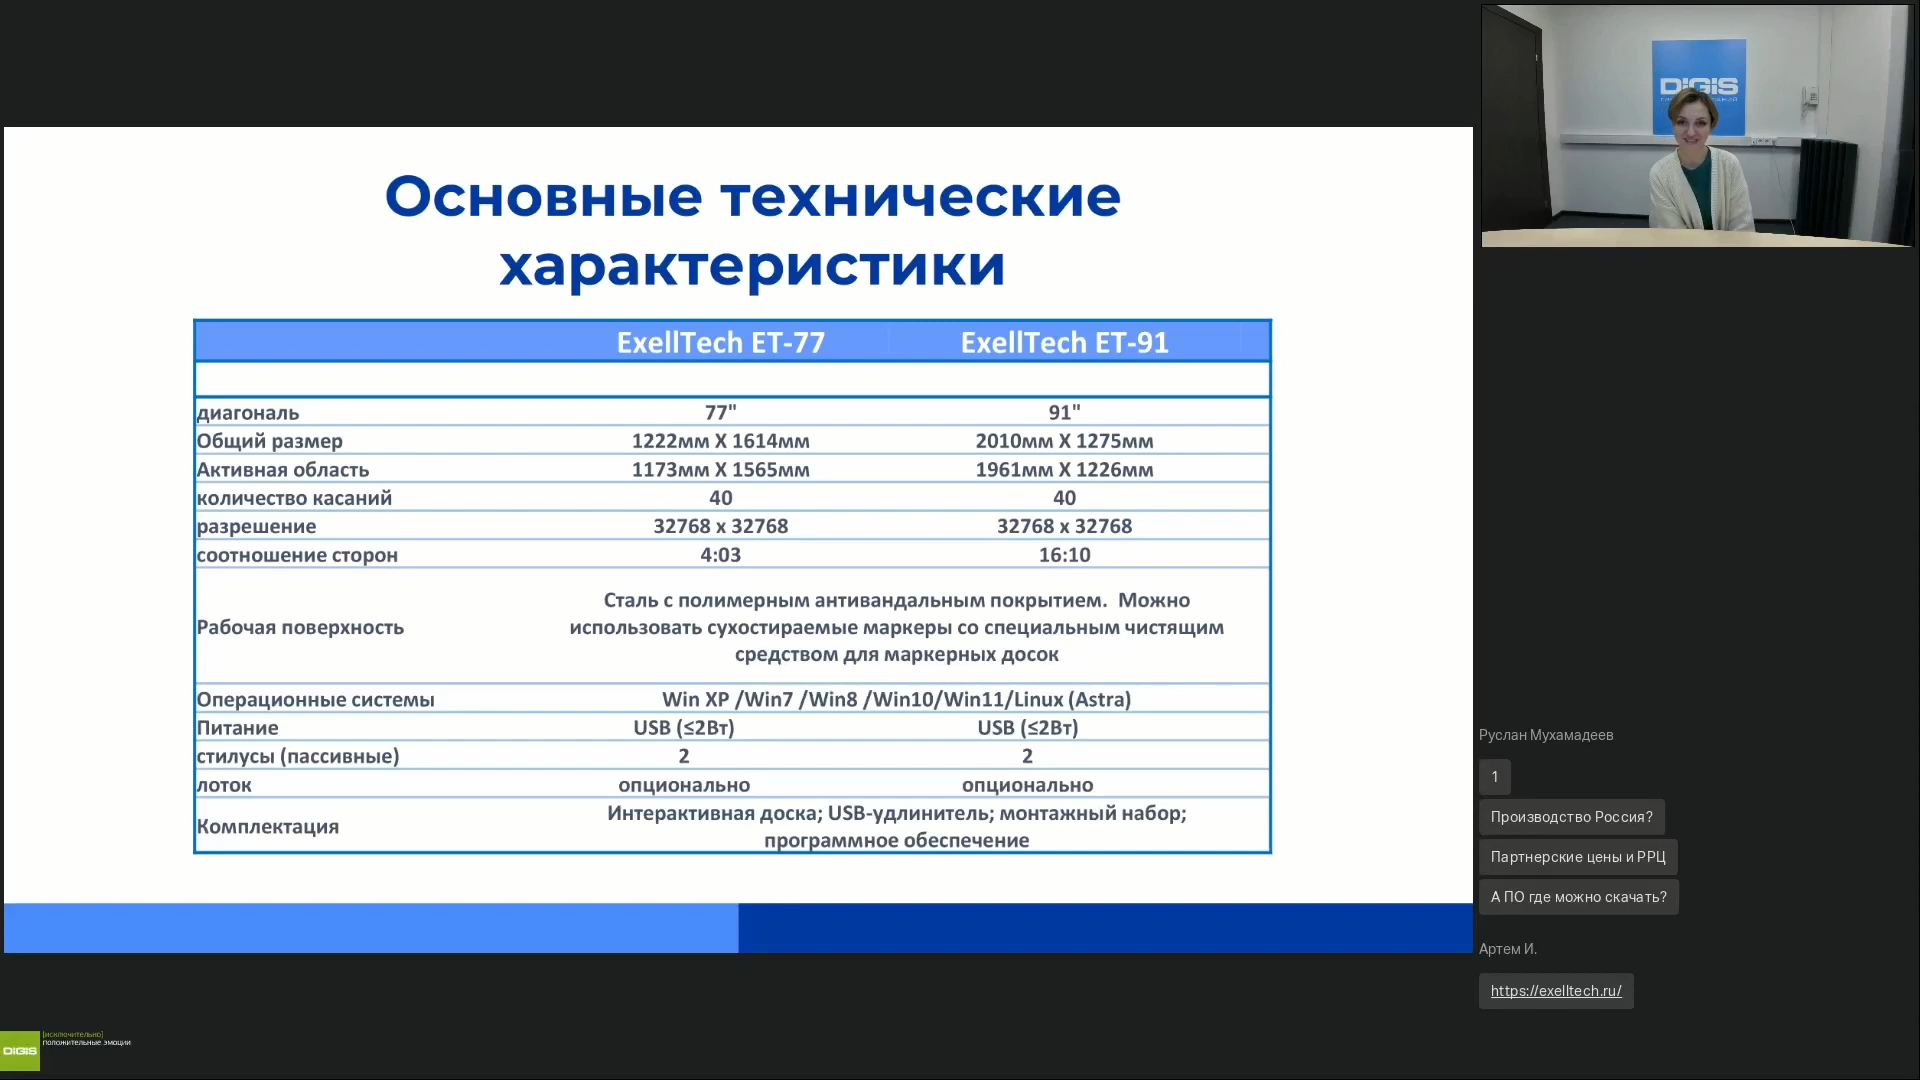 Основные технические
характеристики
ExellTech ET-77 ExellTech ET-91
диагональ 77" 91"
Общий размер 1222мм X 1614мм 2010мм X 1275мм
Активная область 1173мм X 1565мм 1961мм X 1226мм
количество касаний 40 40
разрешение 32768 x 32768 32768 x 32768
соотношение сторон 4:03 16:10
Рабочая поверхность
Сталь с полимерным антивандальным покрытием. Можно
использовать сухостираемые маркеры со специальным чистящим
средством для маркерных досок
Операционные системы Win XP /Win7 /Win8 /Win10/Win11/Linux (Astra)
Питание USB (≤2Вт) USB (≤2Вт)
стилусы (пассивные) 2 2
лоток опционально опционально
Комплектация
Интерактивная доска; USB-удлинитель; монтажный набор;
программное обеспечение
DIGIS
Руслан Мухамадеев
1
Производство Россия?
Партнерские цены и РРЦ
А ПО где можно скачать?
Артем И.
https://exelltech.ru/
DIGIS
[исключительно]
положительные эмоции